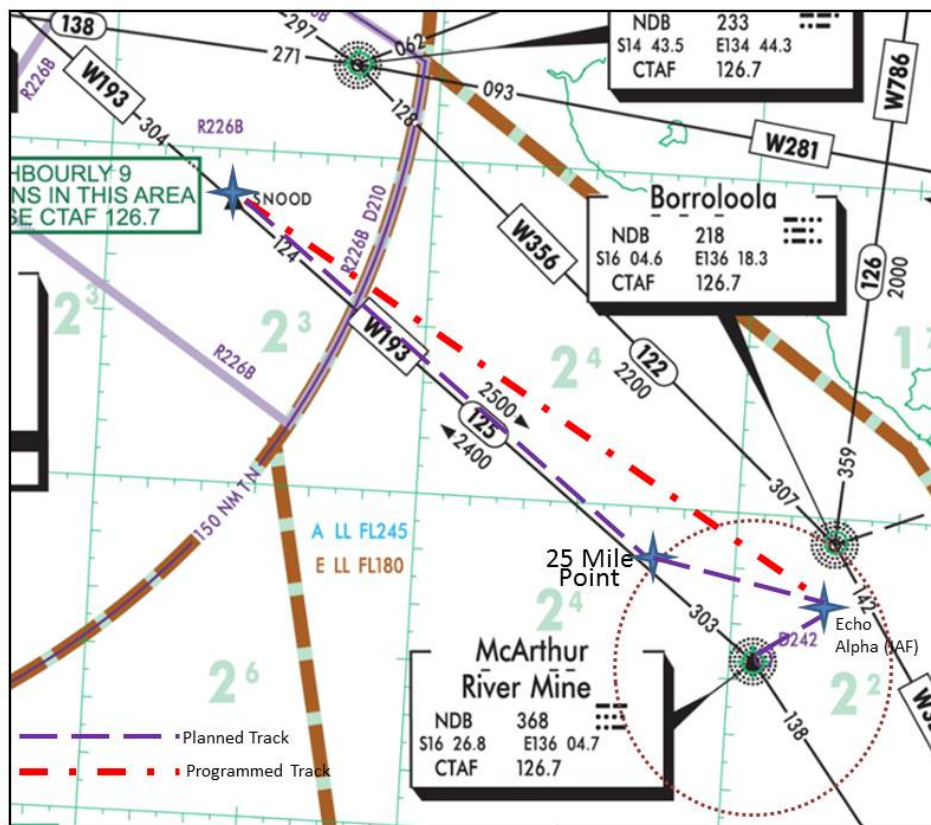 138
297
271
062
R226B
W193
304
R226B
128
093
NDB 233
S14 43.5 E134 44.3
CTAF 126.7
W786
W281
HBOURLY 9
NS IN THIS AREA
SE CTAF 126.7
SNOOD
124
R226B D210
W356
Borroloola
NDB 218
S16 04.6 E136 18.3
CTAF 126.7
126
2000
2³
2³
W193
R226B
2⁴
122
2200
2500
125
2400
359
307
150 NM TN
A LL FL245
E LL FL180
25 Mile
Point
2⁴
303
142
Echo
Alpha (IAF)
D242
2⁶
McArthur
River Mine
NDB 368
S16 26.8 E136 04.7
CTAF 126.7
2²
138
Planned Track
Programmed Track